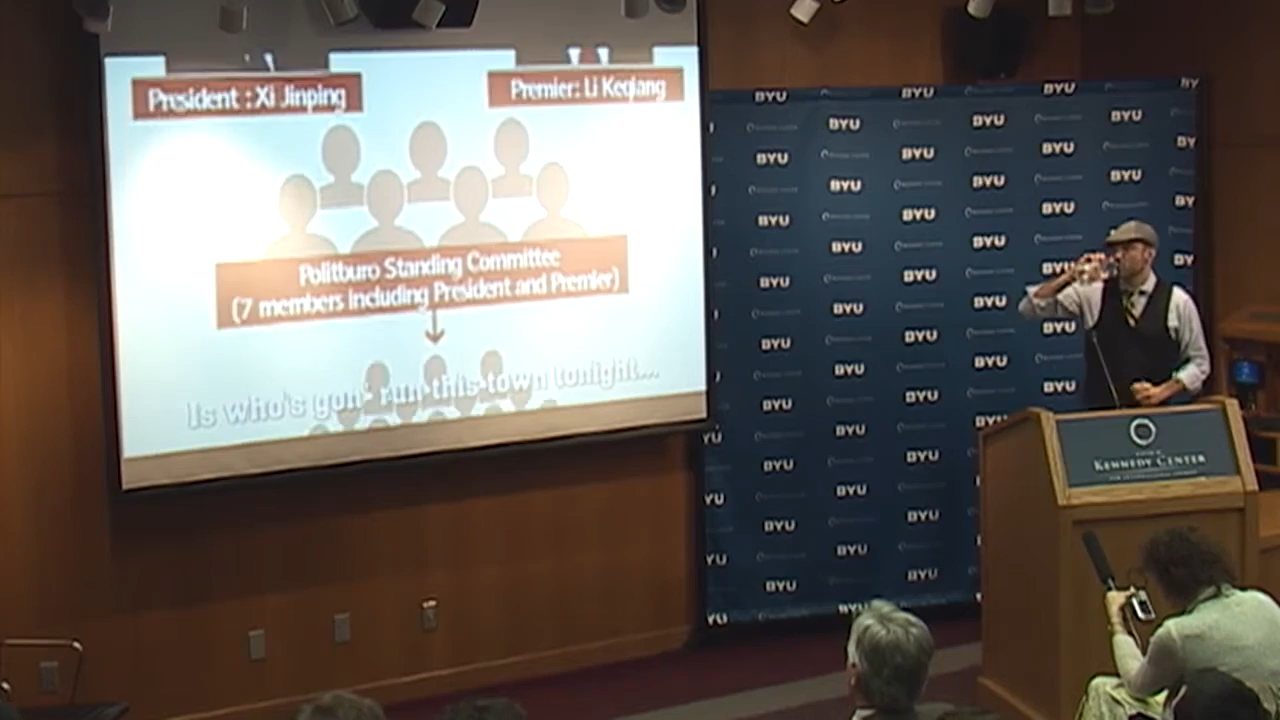 President : Xi Jinping
Premier: Li Keqiang
Politburo Standing Committee
(7 members including President and Premier)
Is who's gon' run this town tonight...
BYU
KENNEDY CENTER